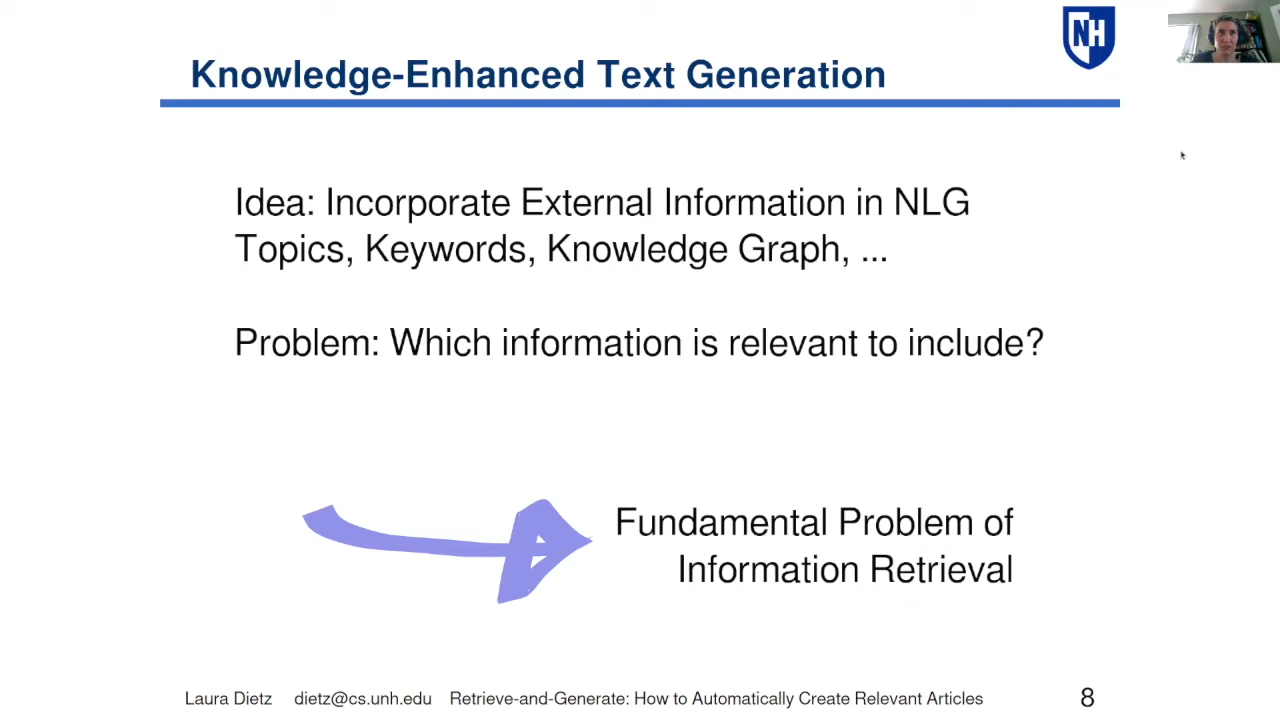 NH
Knowledge-Enhanced Text Generation
Idea: Incorporate External Information in NLG
Topics, Keywords, Knowledge Graph, ...
Problem: Which information is relevant to include?
Fundamental Problem of
Information Retrieval
Laura Dietz dietz@cs.unh.edu Retrieve-and-Generate: How to Automatically Create Relevant Articles 8